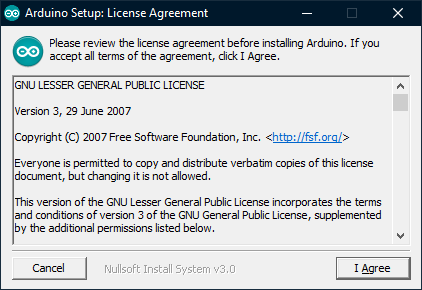 Arduino Setup: License Agreement
Please review the license agreement before installing Arduino. If you
accept all terms of the agreement, click I Agree.
GNU LESSER GENERAL PUBLIC LICENSE
Version 3, 29 June 2007
Copyright (C) 2007 Free Software Foundation, Inc. <http://fsf.org/>
Everyone is permitted to copy and distribute verbatim copies of this license
document, but changing it is not allowed.
This version of the GNU Lesser General Public License incorporates the terms
and conditions of version 3 of the GNU General Public License, supplemented
by the additional permissions listed below.
Cancel
Nullsoft Install System v3.0
I Agree